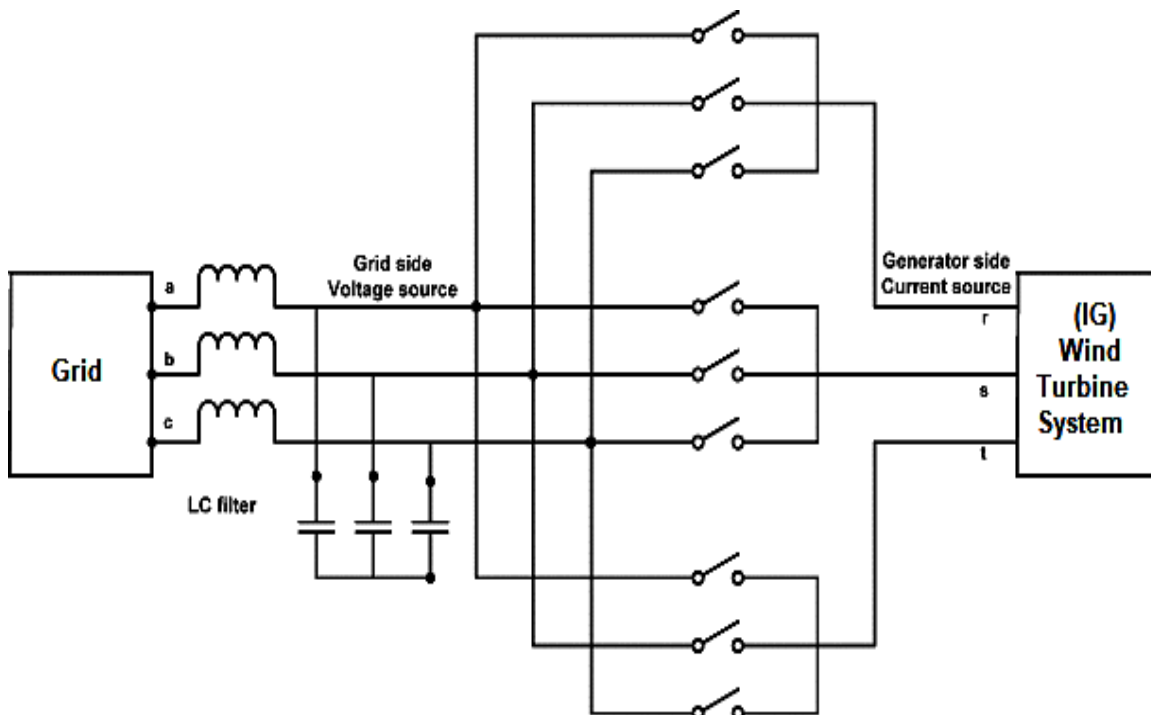 Grid
a
b
c
LC filter
Grid side
Voltage source
Generator side
Current source
r
s
t
(IG)
Wind
Turbine
System